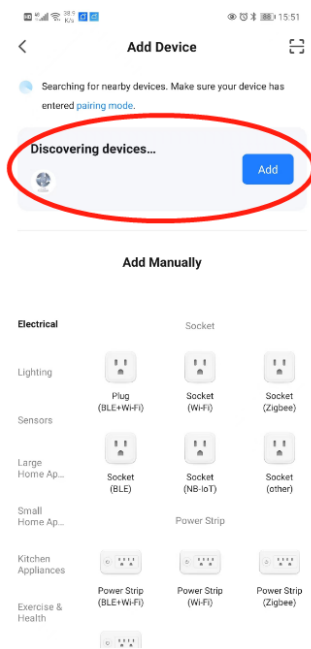 38.9
K/s
15:51
Add Device
Searching for nearby devices. Make sure your device has
entered pairing mode.
Discovering devices...
Add
Add Manually
Electrical
Socket
Lighting
Plug
(BLE+Wi-Fi)
Socket
(Wi-Fi)
Socket
(Zigbee)
Sensors
Large
Home Ap...
Socket
(BLE)
Socket
(NB-IoT)
Socket
(other)
Small
Home Ap...
Power Strip
Kitchen
Appliances
Power Strip
(BLE+Wi-Fi)
Power Strip
(Wi-Fi)
Power Strip
(Zigbee)
Exercise &
Health